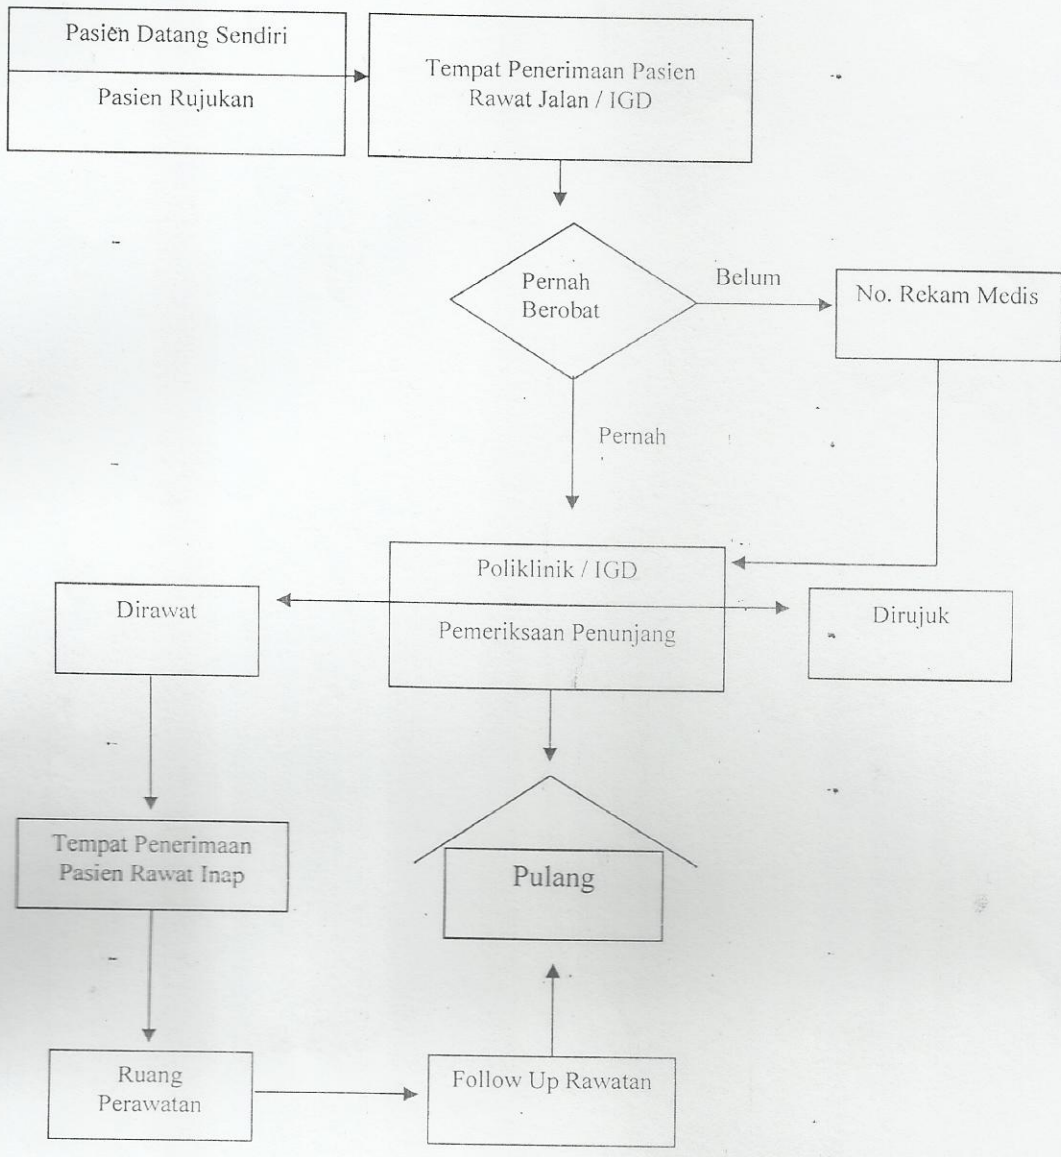 Pasien Datang Sendiri
Pasien Rujukan
Tempat Penerimaan Pasien
Rawat Jalan / IGD
Pernah
Berobat
Belum
No. Rekam Medis
Pernah
Poliklinik / IGD
Pemeriksaan Penunjang
Dirawat
Dirujuk
Tempat Penerimaan
Pasien Rawat Inap
Pulang
Ruang
Perawatan
Follow Up Rawatan